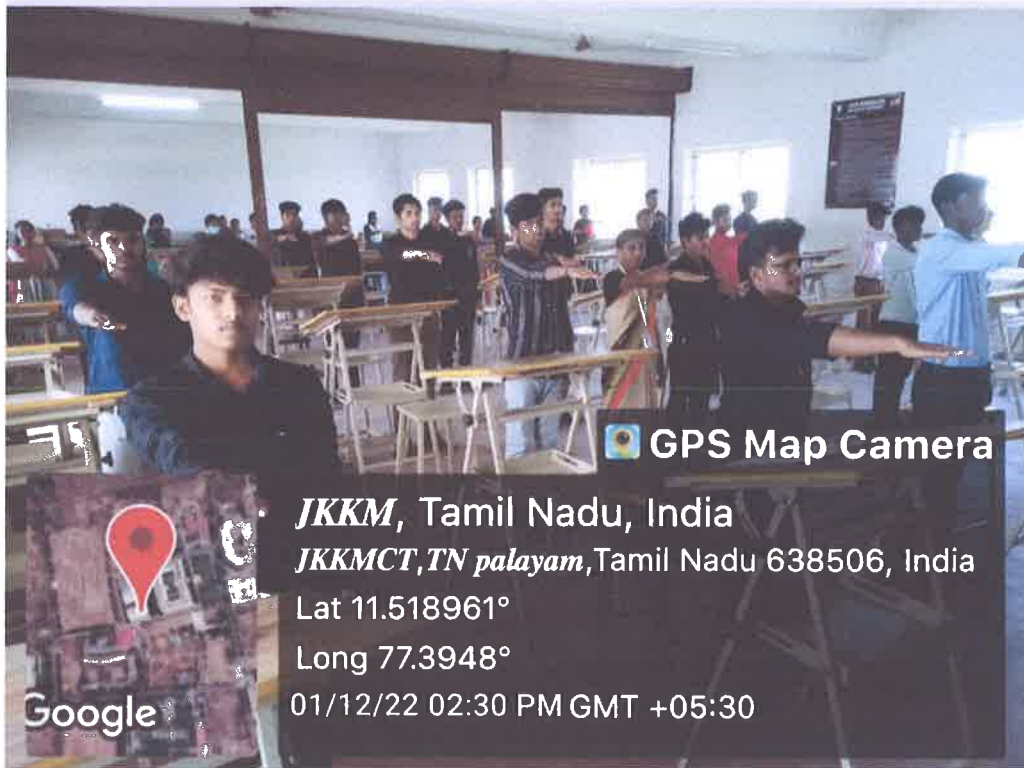 GPS Map Camera
JKKM, Tamil Nadu, India
JKKMCT,TN palayam,Tamil Nadu 638506, India
Lat 11.518961°
Long 77.3948°
01/12/22 02:30 PM GMT +05:30
Google